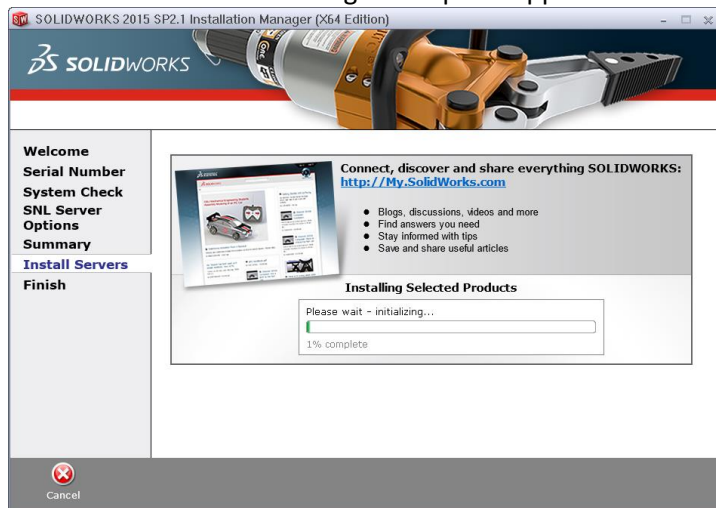 SOLIDWORKS 2015 SP2.1 Installation Manager (X64 Edition)
SOLIDWORKS
Welcome
Serial Number
System Check
SNL Server
Options
Summary
Install Servers
Finish
Connect, discover and share everything SOLIDWORKS:
http://My.SolidWorks.com
● Blogs, discussions, videos and more
● Find answers you need
● Stay informed with tips
● Save and share useful articles
Installing Selected Products
Please wait - initializing...
1% complete
Cancel